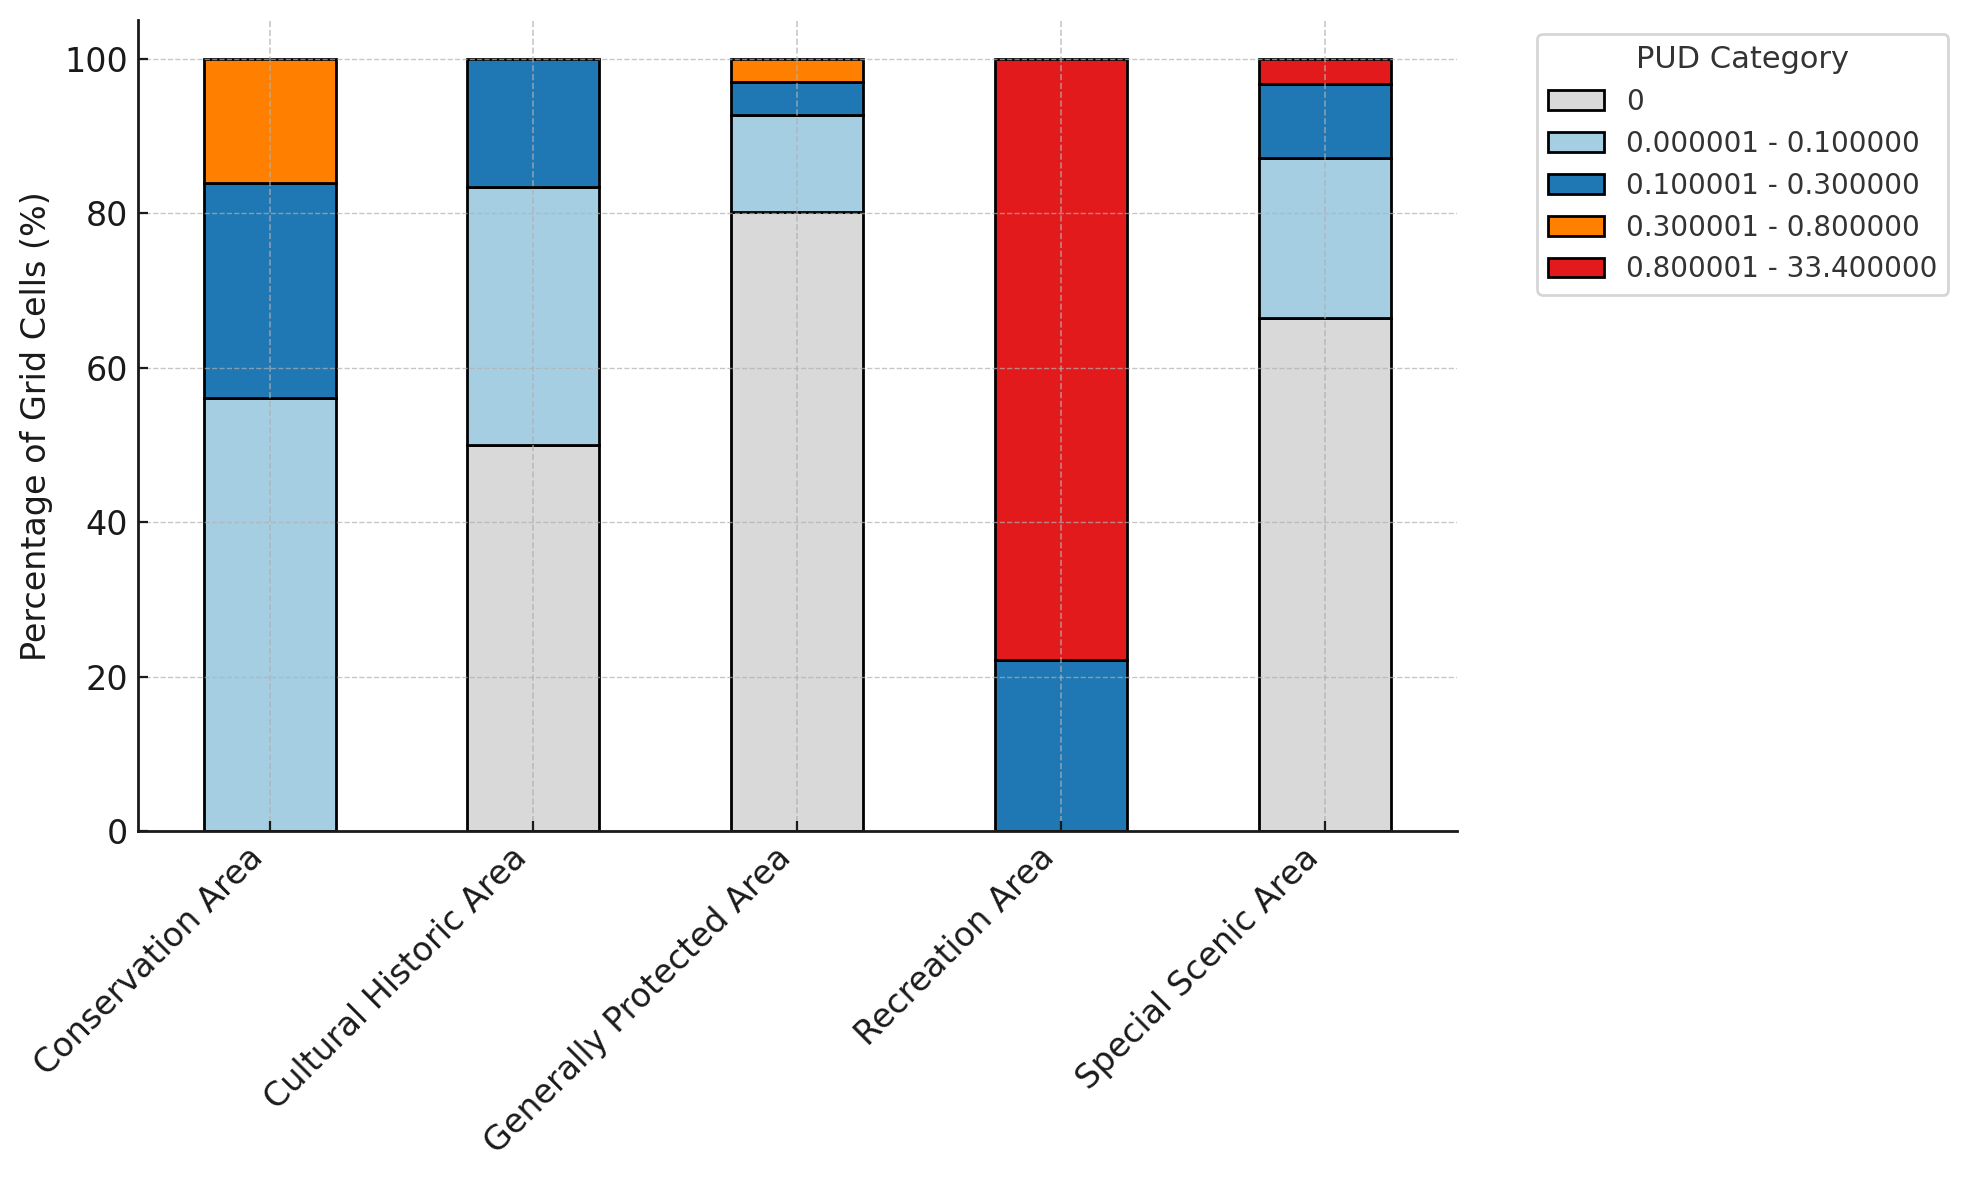 PUD Category
0
0.000001 - 0.100000
0.100001 - 0.300000
0.300001 - 0.800000
0.800001 - 33.400000
Percentage of Grid Cells (%)
100
80
60
40
20
0
Conservation Area
Cultural Historic Area
Generally Protected Area
Recreation Area
Special Scenic Area